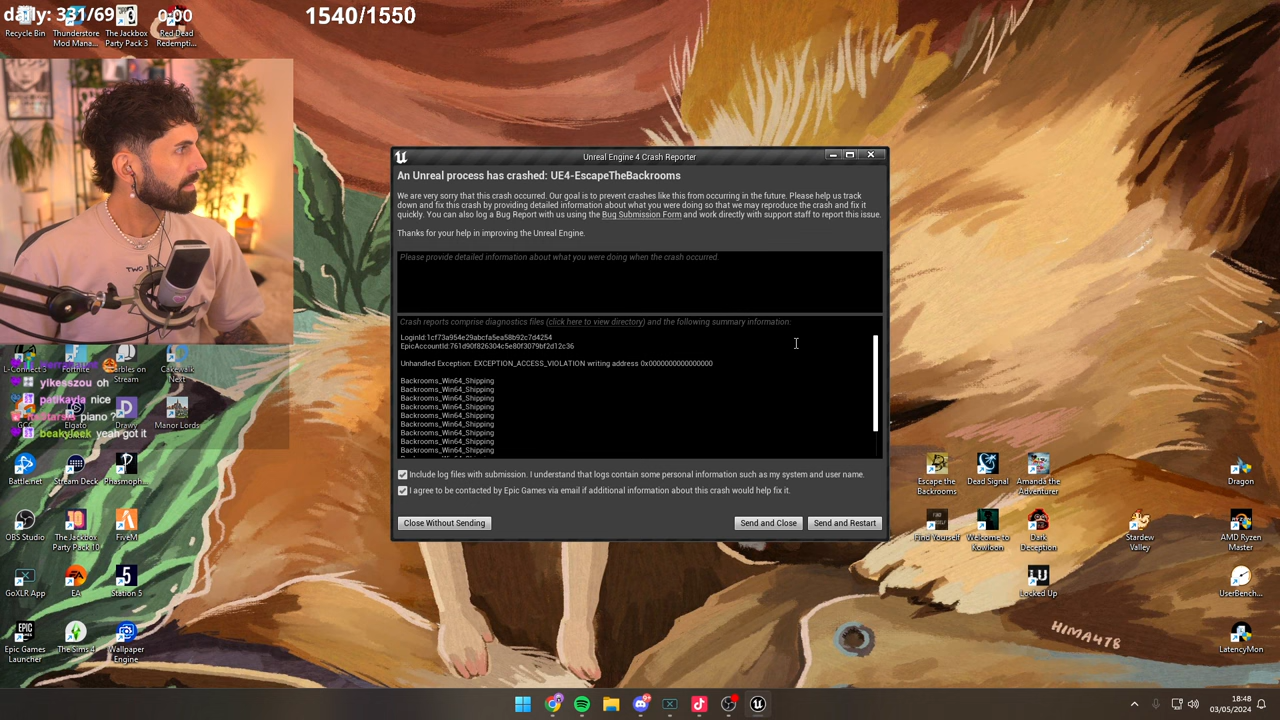 daily: 331/69 0:00
1540/1550
Recycle Bin
Thunderstore
Mod Mana...
The Jackbox
Party Pack 3
Red Dead
Redempti...
TWO
Unreal Engine 4 Crash Reporter
An Unreal process has crashed: UE4-EscapeTheBackrooms
We are very sorry that this crash occurred. Our goal is to prevent crashes like this from occurring in the future. Please help us track
down and fix this crash by providing detailed information about what you were doing so that we may reproduce the crash and fix it
quickly. You can also log a Bug Report with us using the Bug Submission Form and work directly with support staff to report this issue.
Thanks for your help in improving the Unreal Engine.
Please provide detailed information about what you were doing when the crash occurred.
Crash reports comprise diagnostics files (click here to view directory) and the following summary information:
LoginId:1cf73a954e29abcfa5ea58b92c7d4254
EpicAccountId:761d90f826304c5e80f3079bf2d12c36
Unhandled Exception: EXCEPTION_ACCESS_VIOLATION writing address 0x0000000000000000
Backrooms_Win64_Shipping
Backrooms_Win64_Shipping
Backrooms_Win64_Shipping
Backrooms_Win64_Shipping
Backrooms_Win64_Shipping
Backrooms_Win64_Shipping
Backrooms_Win64_Shipping
Backrooms_Win64_Shipping
Backrooms_Win64_Shipping
Include log files with submission. I understand that logs contain some personal information such as my system and user name.
I agree to be contacted by Epic Games via email if additional information about this crash would help fix it.
Close Without Sending
Send and Close
Send and Restart
L-Connect 3
Fortnite
Marbles on
Stream
Cakewalk
Next
yikesszou oh
patikayla nice
piano ?
beakyleek yeah got it
GCC
Elgato
Drawy
Manor Lords
Battle.net
Stream Deck
Phasmoph...
OBS Studio
The Jackbox
Party Pack 10
FiveM
GoXLR App
EA
Station 5
Epic Games
Launcher
The Sims 4
Wallpaper
Engine
Escape the
Backrooms
Dead Signal
Amanda the
Adventurer
Find Yourself
Welcome to
Kowloon
Dark
Deception
Locked Up
Stardew
Valley
Dragon
AMD Ryzen
Master
UserBench...
LatencyMon
HIMA478
18:48
03/05/2024